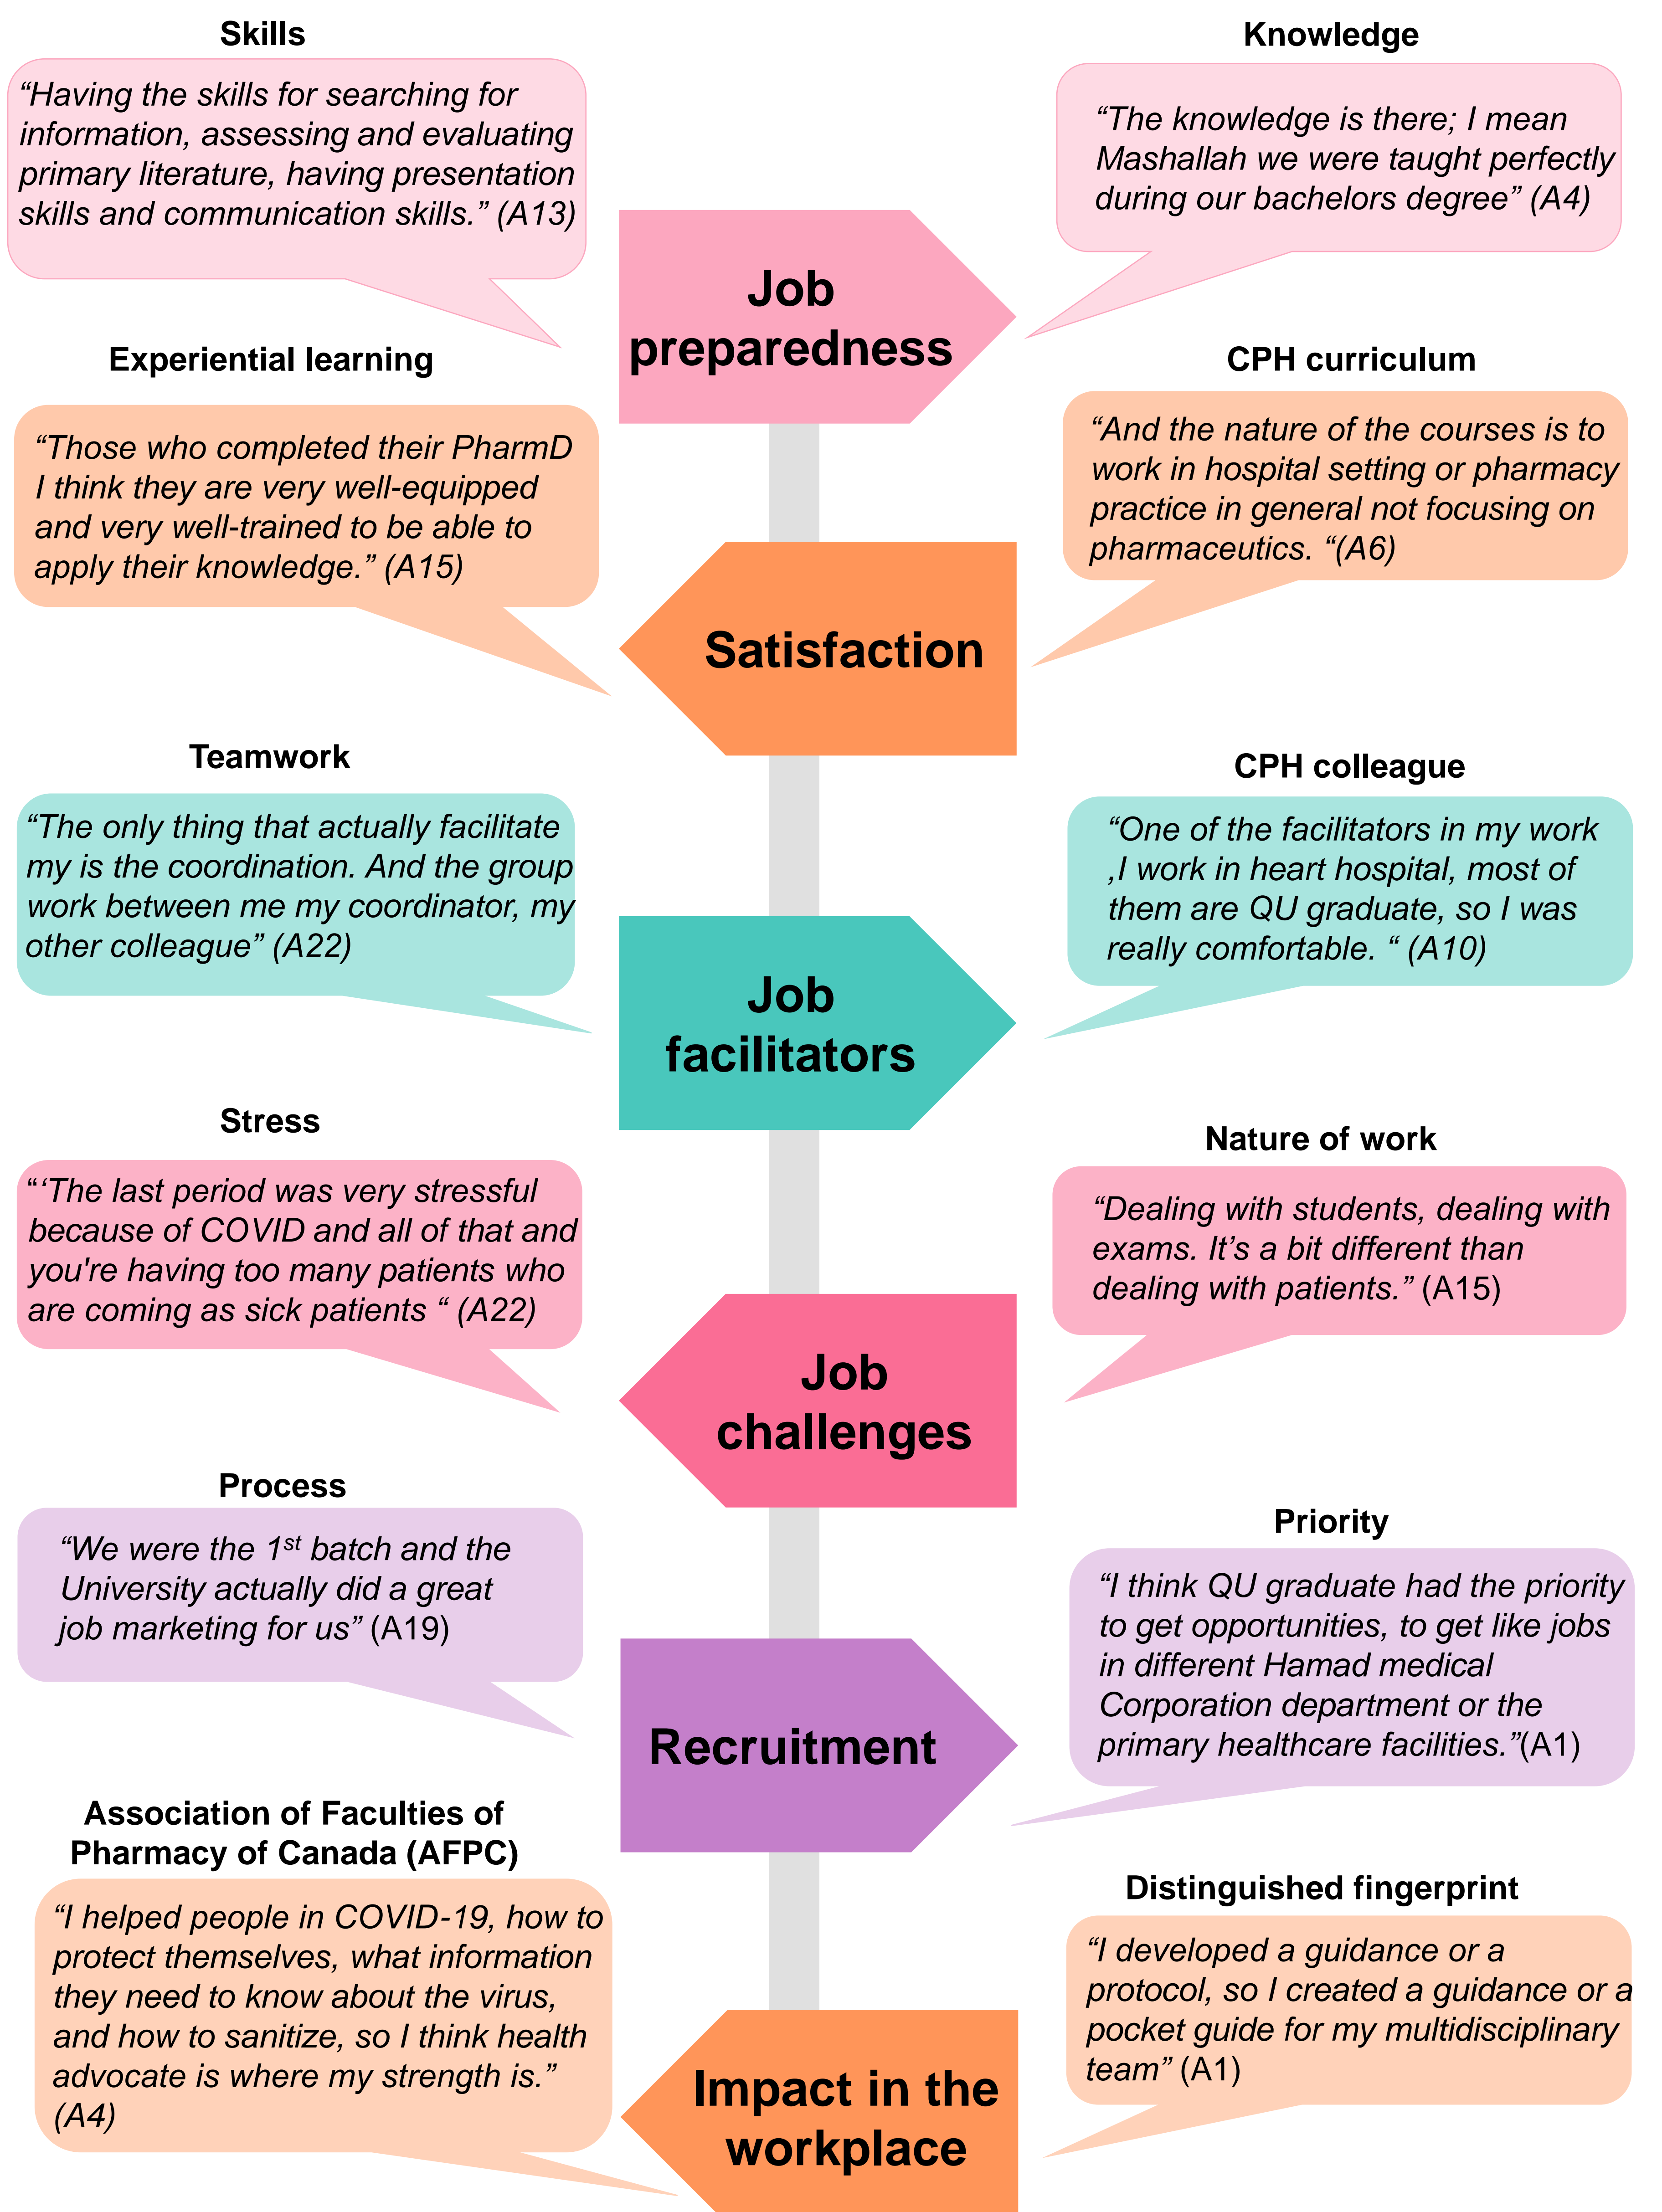 Skills
“Having the skills for searching for
information, assessing and evaluating
primary literature, having presentation
skills and communication skills.” (A13)
Knowledge
“The knowledge is there; I mean
Mashallah we were taught perfectly
during our bachelors degree” (A4)
Job
preparedness
Experiential learning
“Those who completed their PharmD
I think they are very well-equipped
and very well-trained to be able to
apply their knowledge.” (A15)
CPH curriculum
“And the nature of the courses is to
work in hospital setting or pharmacy
practice in general not focusing on
pharmaceutics. “(A6)
Satisfaction
Teamwork
“The only thing that actually facilitate
my is the coordination. And the group
work between me my coordinator, my
other colleague” (A22)
CPH colleague
“One of the facilitators in my work
,I work in heart hospital, most of
them are QU graduate, so I was
really comfortable. “ (A10)
Job
facilitators
Stress
“‘The last period was very stressful
because of COVID and all of that and
you're having too many patients who
are coming as sick patients “ (A22)
Nature of work
“Dealing with students, dealing with
exams. It’s a bit different than
dealing with patients.” (A15)
Job
challenges
Process
“We were the 1st batch and the
University actually did a great
job marketing for us” (A19)
Priority
“I think QU graduate had the priority
to get opportunities, to get like jobs
in different Hamad medical
Corporation department or the
primary healthcare facilities.”(A1)
Recruitment
Association of Faculties of
Pharmacy of Canada (AFPC)
“I helped people in COVID-19, how to
protect themselves, what information
they need to know about the virus,
and how to sanitize, so I think health
advocate is where my strength is.”
(A4)
Distinguished fingerprint
“I developed a guidance or a
protocol, so I created a guidance or a
pocket guide for my multidisciplinary
team” (A1)
Impact in the
workplace